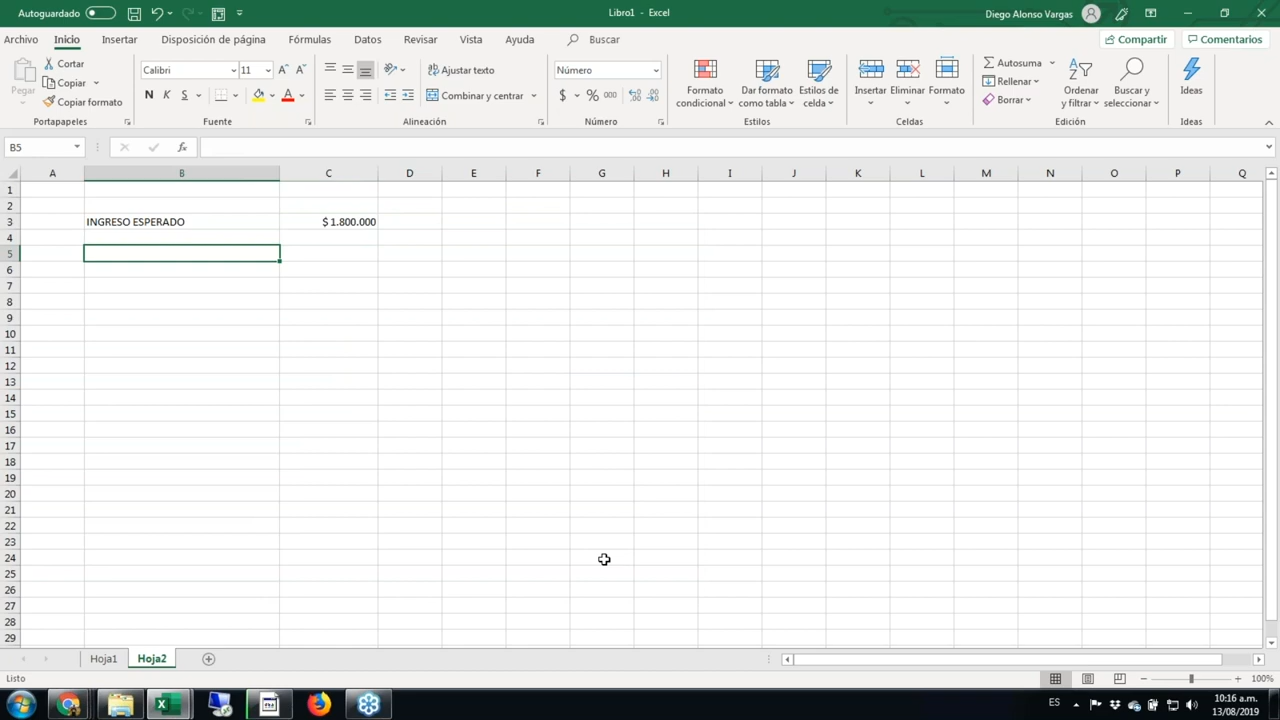 Autoguardado
Libro1 - Excel
Diego Alonso Vargas
Archivo Inicio Insertar Disposición de página Fórmulas Datos Revisar Vista Ayuda Buscar
Compartir Comentarios
Pegar
Cortar
Copiar
Copiar formato
Portapapeles
Calibri 11
N K S
Fuente
Ajustar texto
Combinar y centrar
Alineación
Número
$ % 000
Número
Formato condicional
Dar formato como tabla
Estilos de celda
Estilos
Insertar Eliminar Formato
Celdas
Autosuma
Rellenar
Borrar
Ordenar y filtrar
Buscar y seleccionar
Edición
Ideas
Ideas
B5
fx
A B C D E F G H I J K L M N O P Q
1
2
3 INGRESO ESPERADO $ 1.800.000
4
5
6
7
8
9
10
11
12
13
14
15
16
17
18
19
20
21
22
23
24
25
26
27
28
29
Hoja1 Hoja2
Listo
100%
ES
10:16 a.m.
13/08/2019